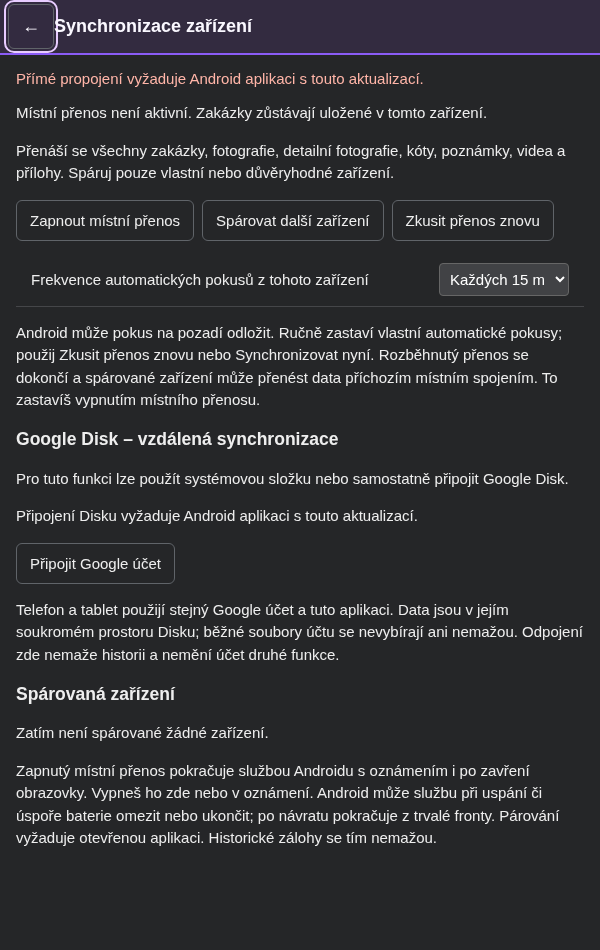 ←
Synchronizace zařízení
Přímé propojení vyžaduje Android aplikaci s touto aktualizací.
Místní přenos není aktivní. Zakázky zůstávají uložené v tomto zařízení.
Přenáší se všechny zakázky, fotografie, detailní fotografie, kóty, poznámky, videa a
přílohy. Spáruj pouze vlastní nebo důvěryhodné zařízení.
Zapnout místní přenos
Spárovat další zařízení
Zkusit přenos znovu
Frekvence automatických pokusů z tohoto zařízení
Každých 15 m
Android může pokus na pozadí odložit. Ručně zastaví vlastní automatické pokusy;
použij Zkusit přenos znovu nebo Synchronizovat nyní. Rozběhnutý přenos se
dokončí a spárované zařízení může přenést data příchozím místním spojením. To
zastavíš vypnutím místního přenosu.
Google Disk – vzdálená synchronizace
Pro tuto funkci lze použít systémovou složku nebo samostatně připojit Google Disk.
Připojení Disku vyžaduje Android aplikaci s touto aktualizací.
Připojit Google účet
Telefon a tablet použijí stejný Google účet a tuto aplikaci. Data jsou v jejím
soukromém prostoru Disku; běžné soubory účtu se nevybírají ani nemažou. Odpojení
zde nemaže historii a nemění účet druhé funkce.
Spárovaná zařízení
Zatím není spárované žádné zařízení.
Zapnutý místní přenos pokračuje službou Androidu s oznámením i po zavření
obrazovky. Vypneš ho zde nebo v oznámení. Android může službu při uspání či
úspoře baterie omezit nebo ukončit; po návratu pokračuje z trvalé fronty. Párování
vyžaduje otevřenou aplikaci. Historické zálohy se tím nemažou.